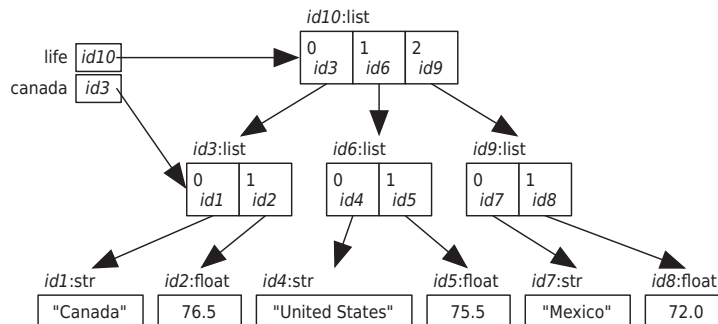 id10:list
0 1 2
life id10 id3 id6 id9
canada id3
id3:list id6:list id9:list
0 1 0 1 0 1
id1 id2 id4 id5 id7 id8
id1:str id2:float id4:str id5:float id7:str id8:float
"Canada" 76.5 "United States" 75.5 "Mexico" 72.0